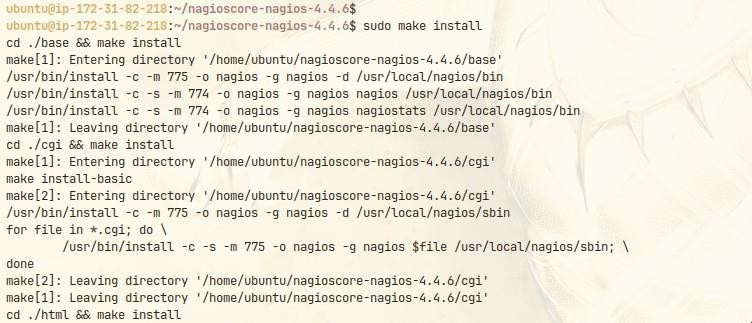 ubuntu@ip-172-31-82-218:~/nagioscore-nagios-4.4.6$
ubuntu@ip-172-31-82-218:~/nagioscore-nagios-4.4.6$ sudo make install
cd ./base && make install
make[1]: Entering directory '/home/ubuntu/nagioscore-nagios-4.4.6/base'
/usr/bin/install -c -m 775 -o nagios -g nagios -d /usr/local/nagios/bin
/usr/bin/install -c -s -m 774 -o nagios -g nagios nagios /usr/local/nagios/bin
/usr/bin/install -c -s -m 774 -o nagios -g nagios nagiostats /usr/local/nagios/bin
make[1]: Leaving directory '/home/ubuntu/nagioscore-nagios-4.4.6/base'
cd ./cgi && make install
make[1]: Entering directory '/home/ubuntu/nagioscore-nagios-4.4.6/cgi'
make install-basic
make[2]: Entering directory '/home/ubuntu/nagioscore-nagios-4.4.6/cgi'
/usr/bin/install -c -m 775 -o nagios -g nagios -d /usr/local/nagios/sbin
for file in *.cgi; do \
        /usr/bin/install -c -s -m 775 -o nagios -g nagios $file /usr/local/nagios/sbin; \
done
make[2]: Leaving directory '/home/ubuntu/nagioscore-nagios-4.4.6/cgi'
make[1]: Leaving directory '/home/ubuntu/nagioscore-nagios-4.4.6/cgi'
cd ./html && make install